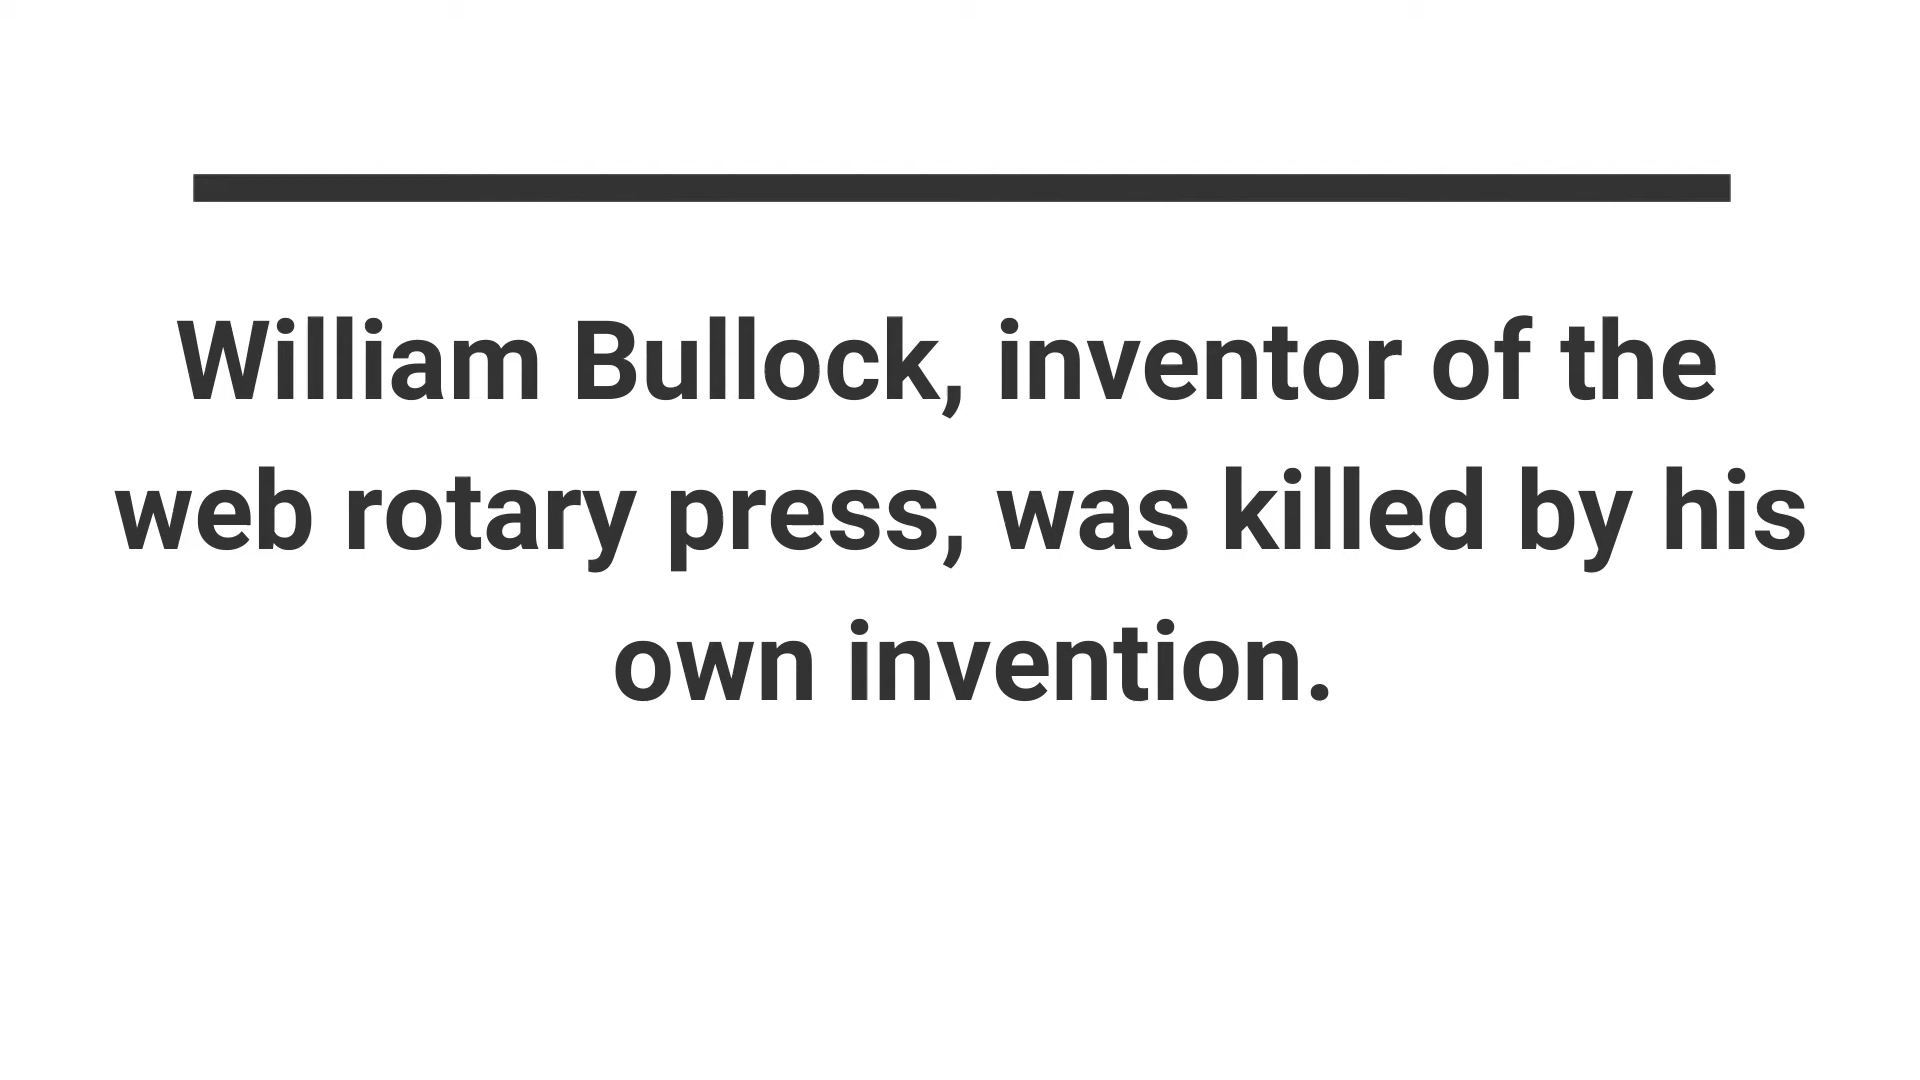 William Bullock, inventor of the
web rotary press, was killed by his
own invention.